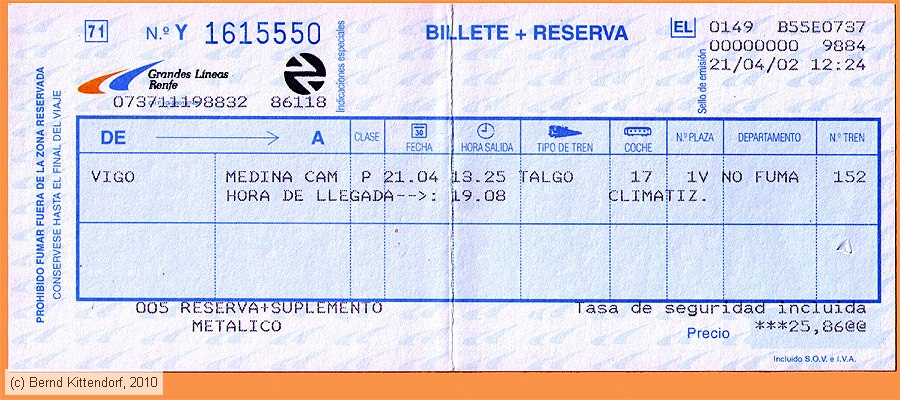 71 N.º Y 1615550 BILLETE + RESERVA EL 0149 B55E0737
00000000 9884
21/04/02 12:24
Grandes Líneas
Renfe
073711198832 86118
Indicaciones especiales
Sello de emisión
PROHIBIDO FUMAR FUERA DE LA ZONA RESERVADA
CONSERVESE HASTA EL FINAL DEL VIAJE
DE A CLASE FECHA HORA SALIDA TIPO DE TREN COCHE N.º PLAZA DEPARTAMENTO N.º TREN
30
VIGO MEDINA CAM P 21.04 13.25 TALGO 17 1V NO FUMA 152
HORA DE LLEGADA-->: 19.08 CLIMATIZ.
005 RESERVA+SUPLEMENTO Tasa de seguridad incluida
METALICO Precio ***25,86@@
Incluido S.O.V. e I.V.A.
(c) Bernd Kittendorf, 2010